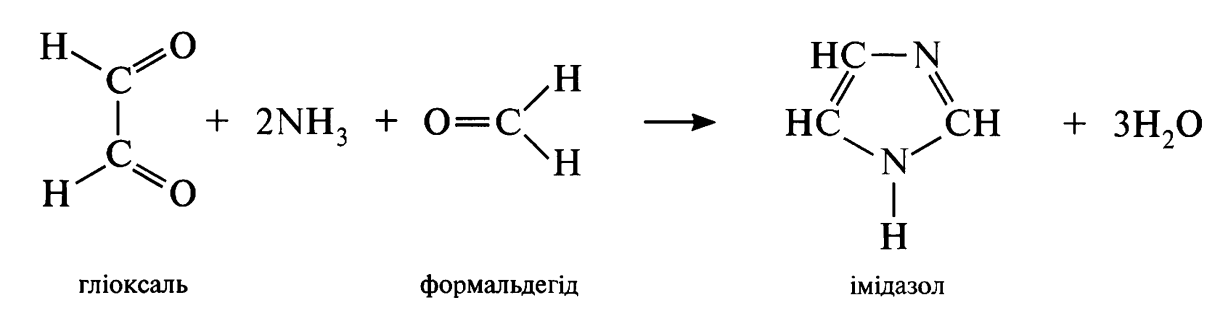 H O
C
+ 2NH₃ + O=C H H → HC—N HC CH N H + 3H₂O
C
H O
гліоксаль формальдегід імідазол